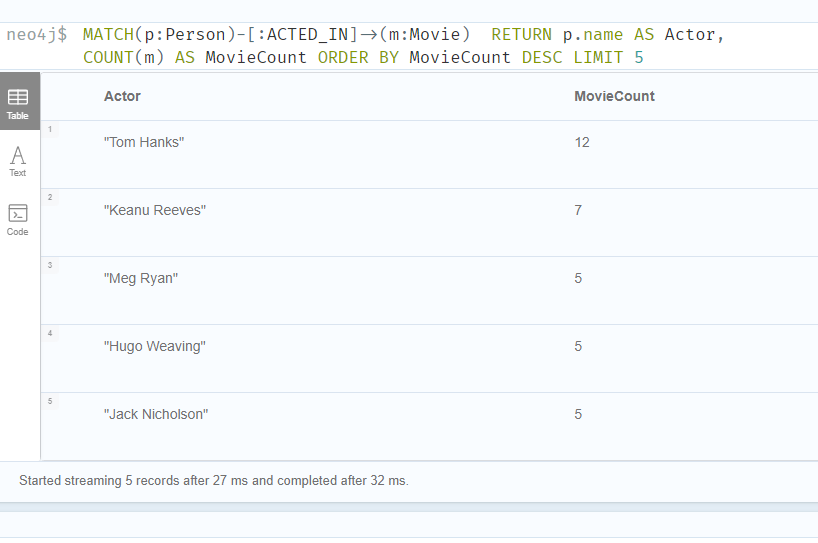 neo4j$ MATCH(p:Person)-[:ACTED_IN]→(m:Movie)  RETURN p.name AS Actor,
COUNT(m) AS MovieCount ORDER BY MovieCount DESC LIMIT 5
Table
Text
Code
Actor MovieCount
1 "Tom Hanks" 12
2 "Keanu Reeves" 7
3 "Meg Ryan" 5
4 "Hugo Weaving" 5
5 "Jack Nicholson" 5
Started streaming 5 records after 27 ms and completed after 32 ms.